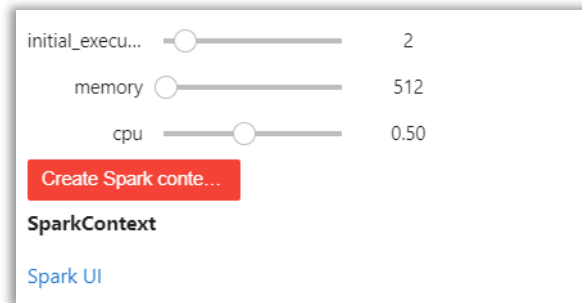 initial_execu... 2
memory 512
cpu 0.50
Create Spark conte...
SparkContext
Spark UI